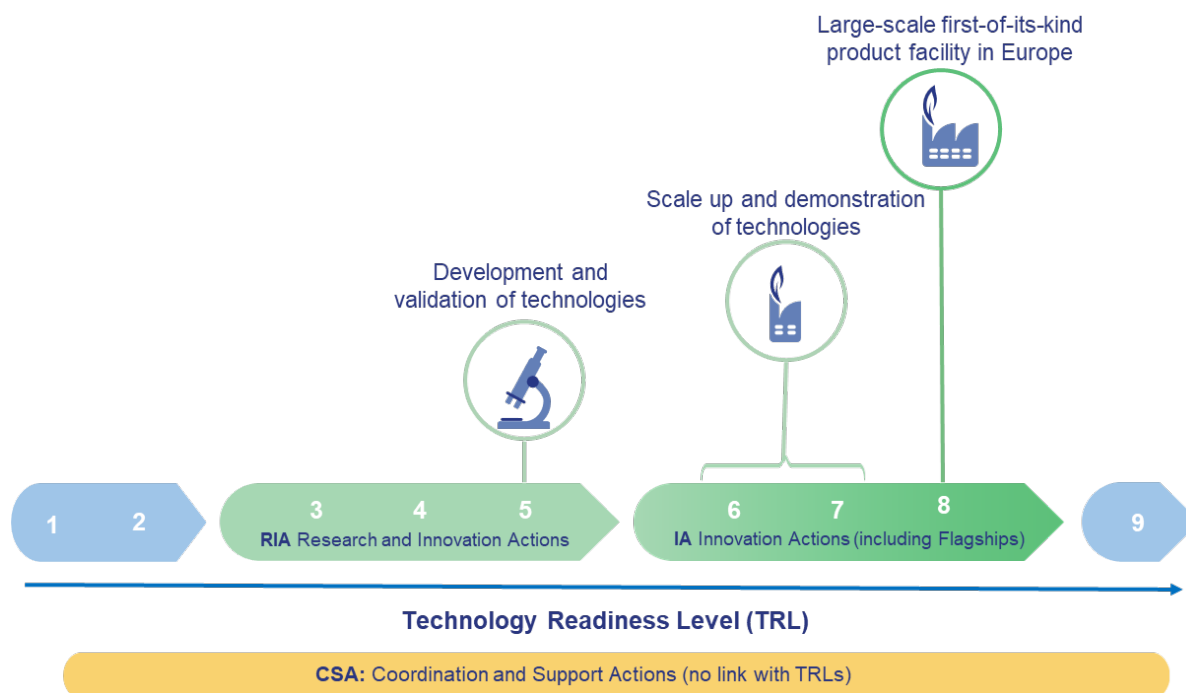 Large-scale first-of-its-kind
product facility in Europe
Scale up and demonstration
of technologies
Development and
validation of technologies
1
2
3
4
5
6
7
8
9
RIA Research and Innovation Actions
IA Innovation Actions (including Flagships)
Technology Readiness Level (TRL)
CSA: Coordination and Support Actions (no link with TRLs)